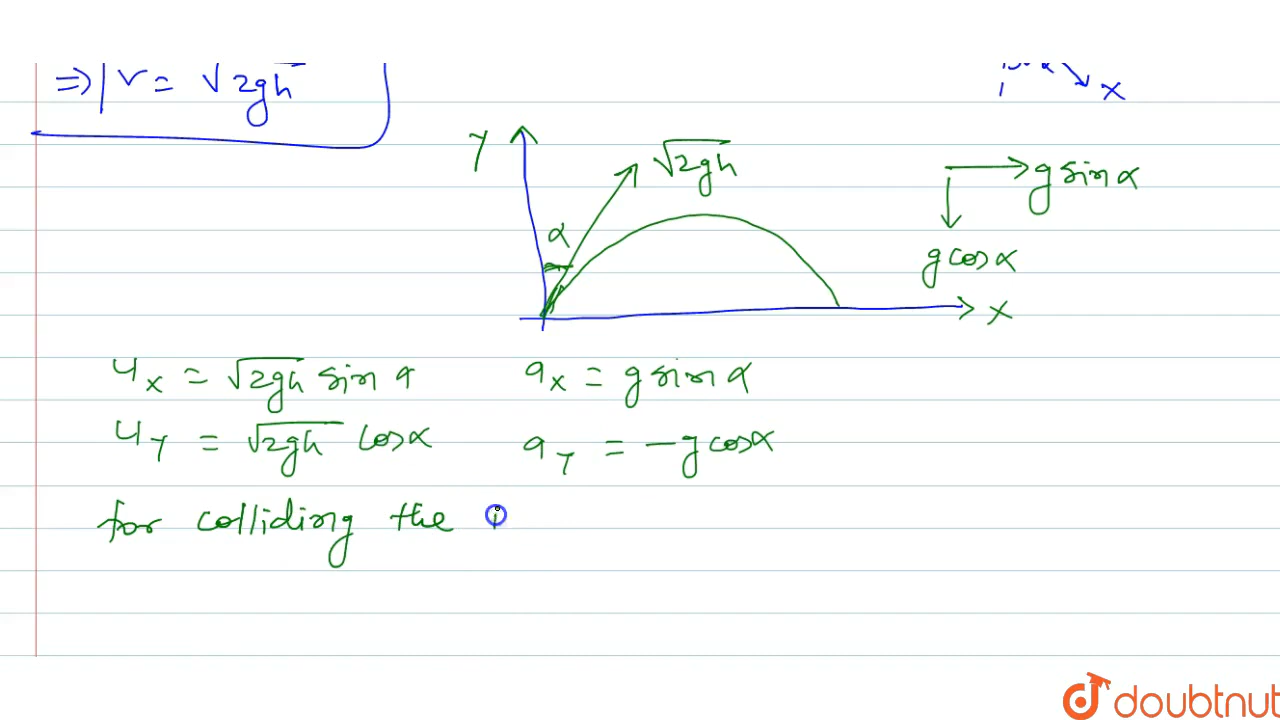 ⇒ v = √2gh
x
y
√2gh
g sin α
α
g cos α
x
u_x = √2gh sin α a_x = g sin α
u_y = √2gh cos α a_y = -g cos α
for colliding the i
doubtnut